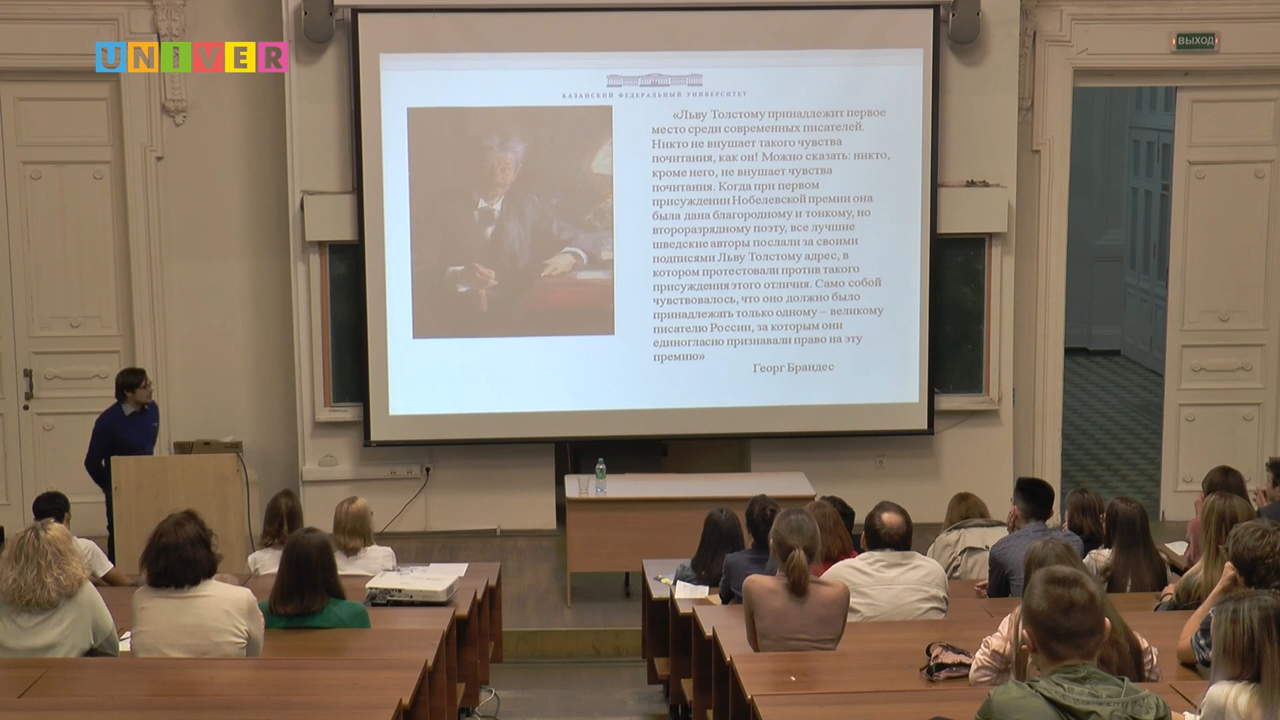 UNIVER
ВЫХОД
КАЗАНСКИЙ ФЕДЕРАЛЬНЫЙ УНИВЕРСИТЕТ
«Льву Толстому принадлежит первое
место среди современных писателей.
Никто не внушает такого чувства
почитания, как он! Можно сказать: никто,
кроме него, не внушает чувства
почитания. Когда при первом
присуждении Нобелевской премии она
была дана благородному и тонкому, но
второразрядному поэту, все лучшие
шведские авторы послали за своими
подписями Льву Толстому адрес, в
котором протестовали против такого
присуждения этого отличия. Само собой
чувствовалось, что оно должно было
принадлежать только одному – великому
писателю России, за которым они
единогласно признавали право на эту
премию»
Георг Брандес